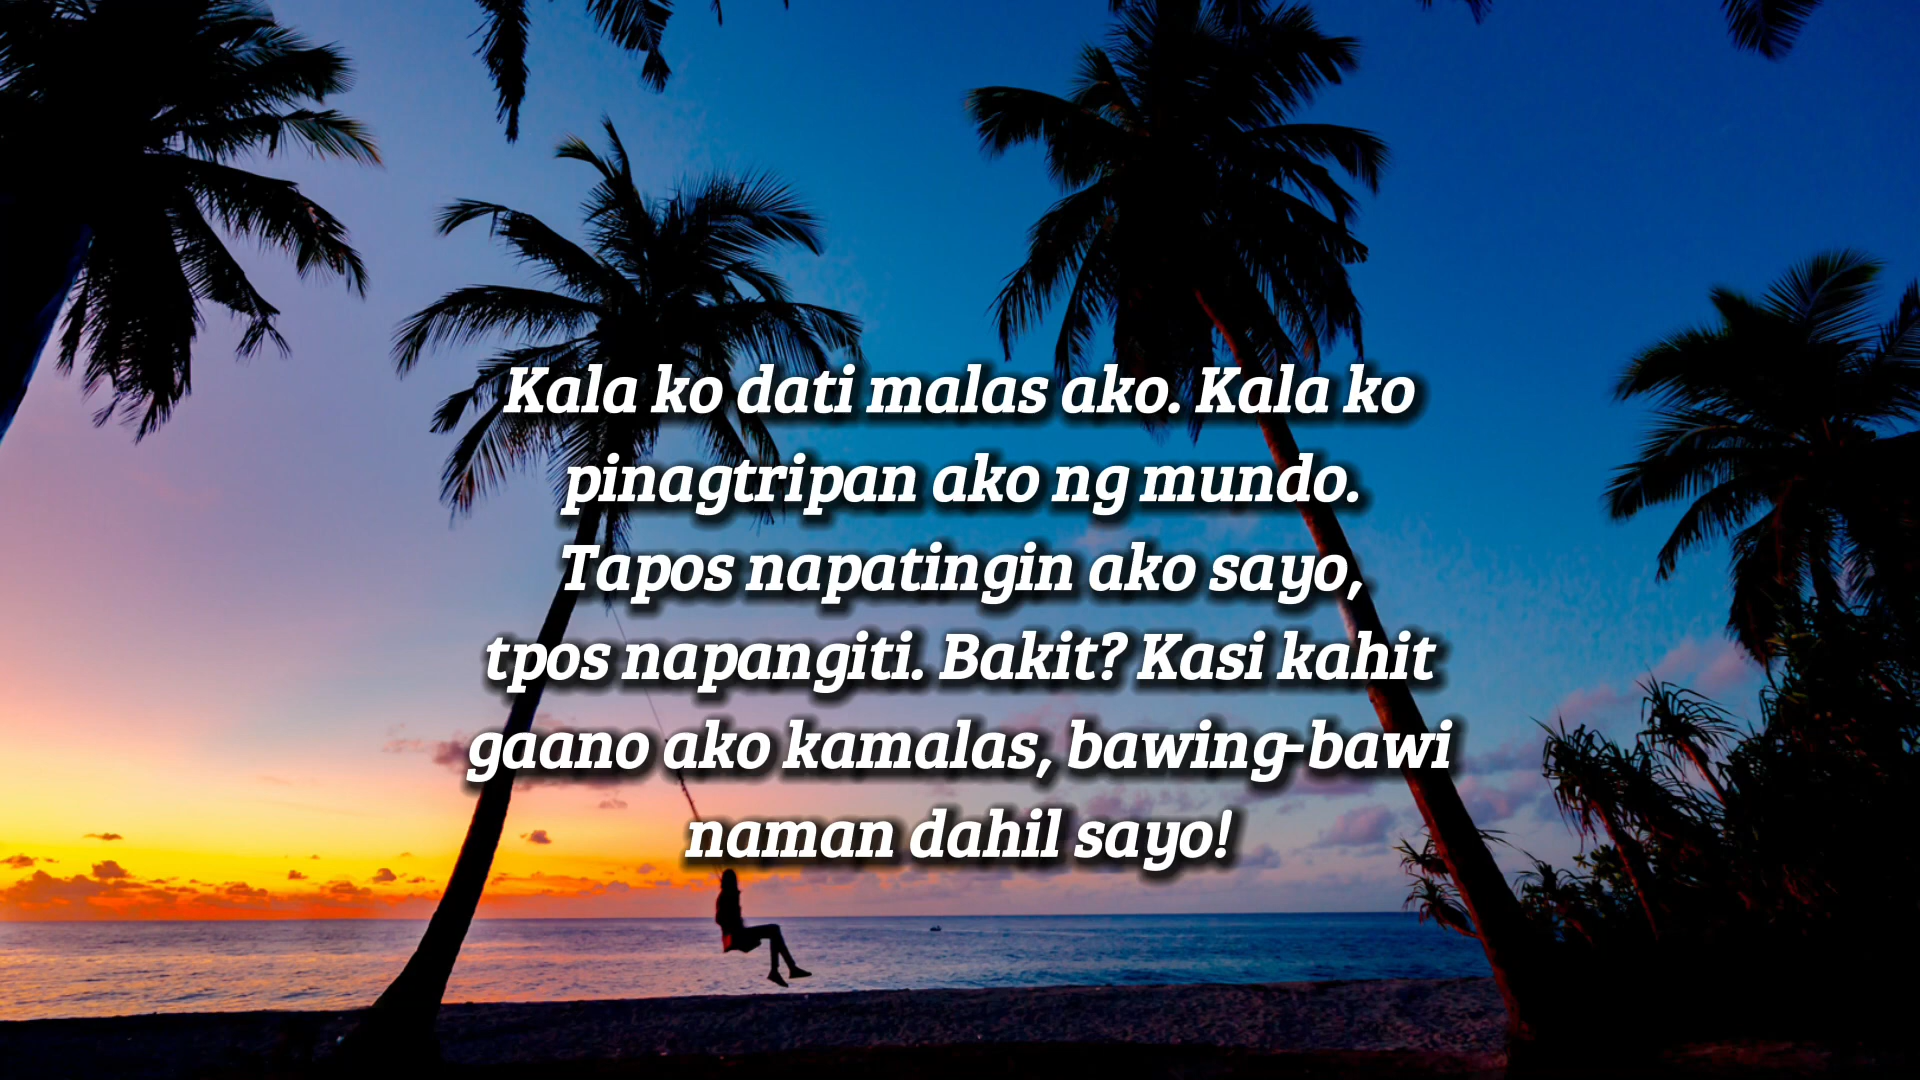 Kala ko dati malas ako. Kala ko
pinagtripan ako ng mundo.
Tapos napatingin ako sayo,
tpos napangiti. Bakit? Kasi kahit
gaano ako kamalas, bawing-bawi
naman dahil sayo!